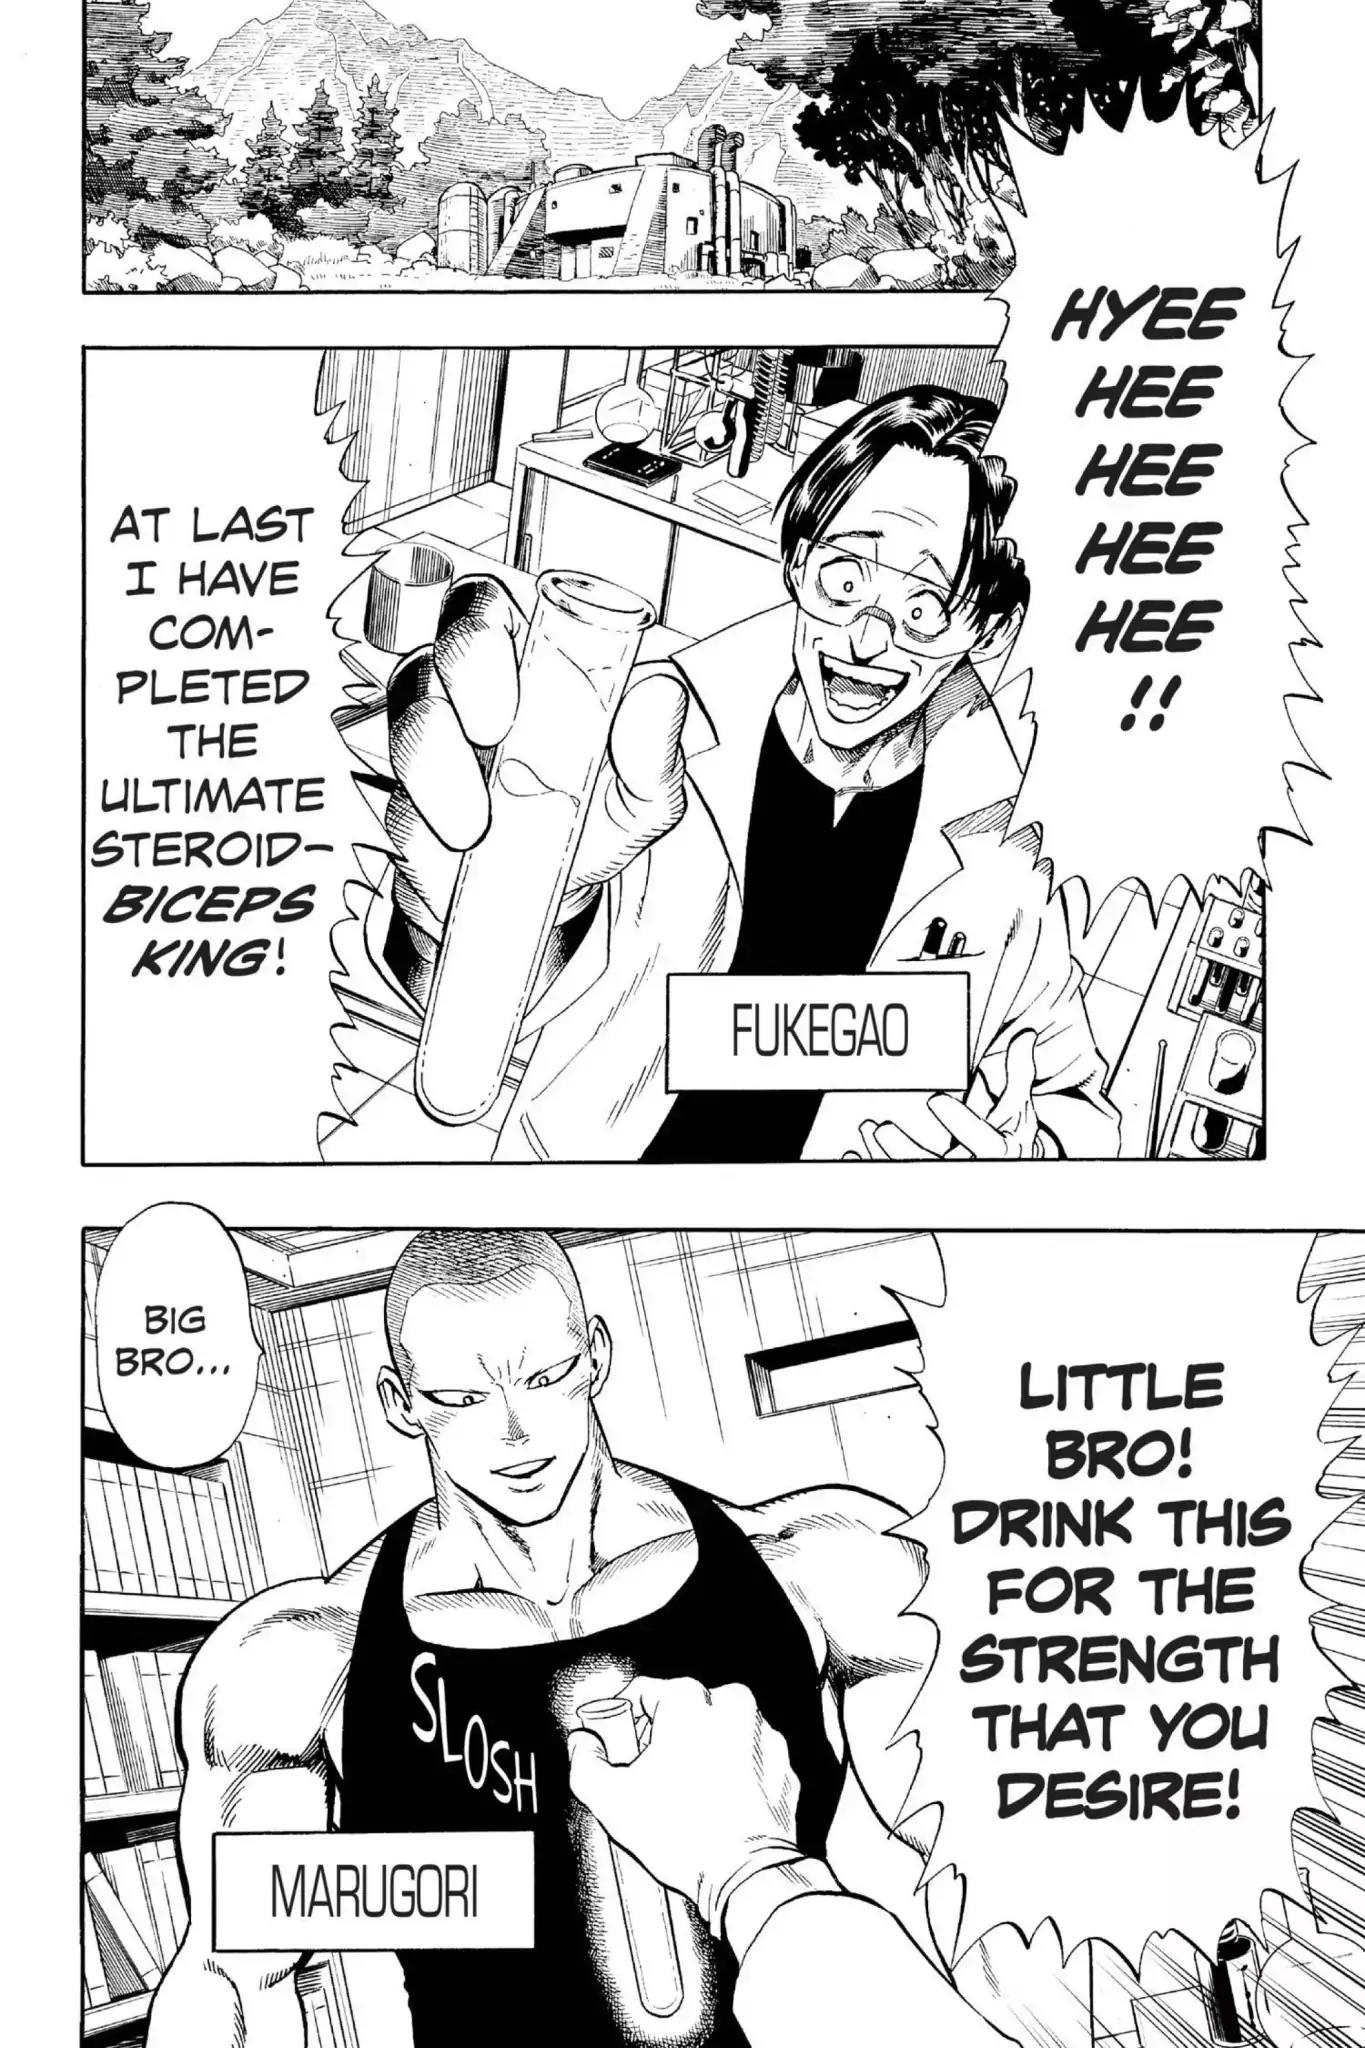 HYEE
HEE
HEE
HEE
HEE
!!
AT LAST
I HAVE
COM-
PLETED
THE
ULTIMATE
STEROID–
BICEPS
KING!
FUKEGAO
LITTLE
BRO!
DRINK THIS
FOR THE
STRENGTH
THAT YOU
DESIRE!
BIG
BRO...
SLOSH
MARUGORI